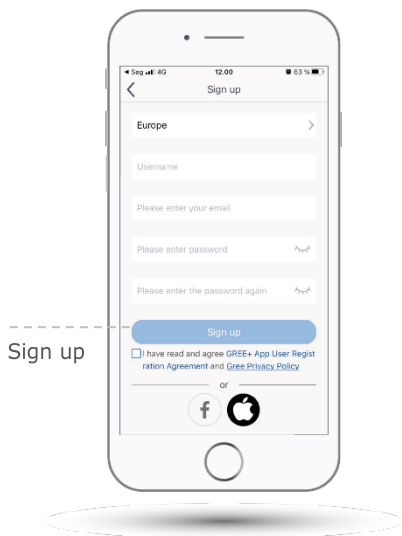 Seg 4G 12.00 63 %
Sign up
Europe
Username
Please enter your email
Please enter password
Please enter the password again
Sign up
Sign up
I have read and agree GREE+ App User Regist
ration Agreement and Gree Privacy Policy
or